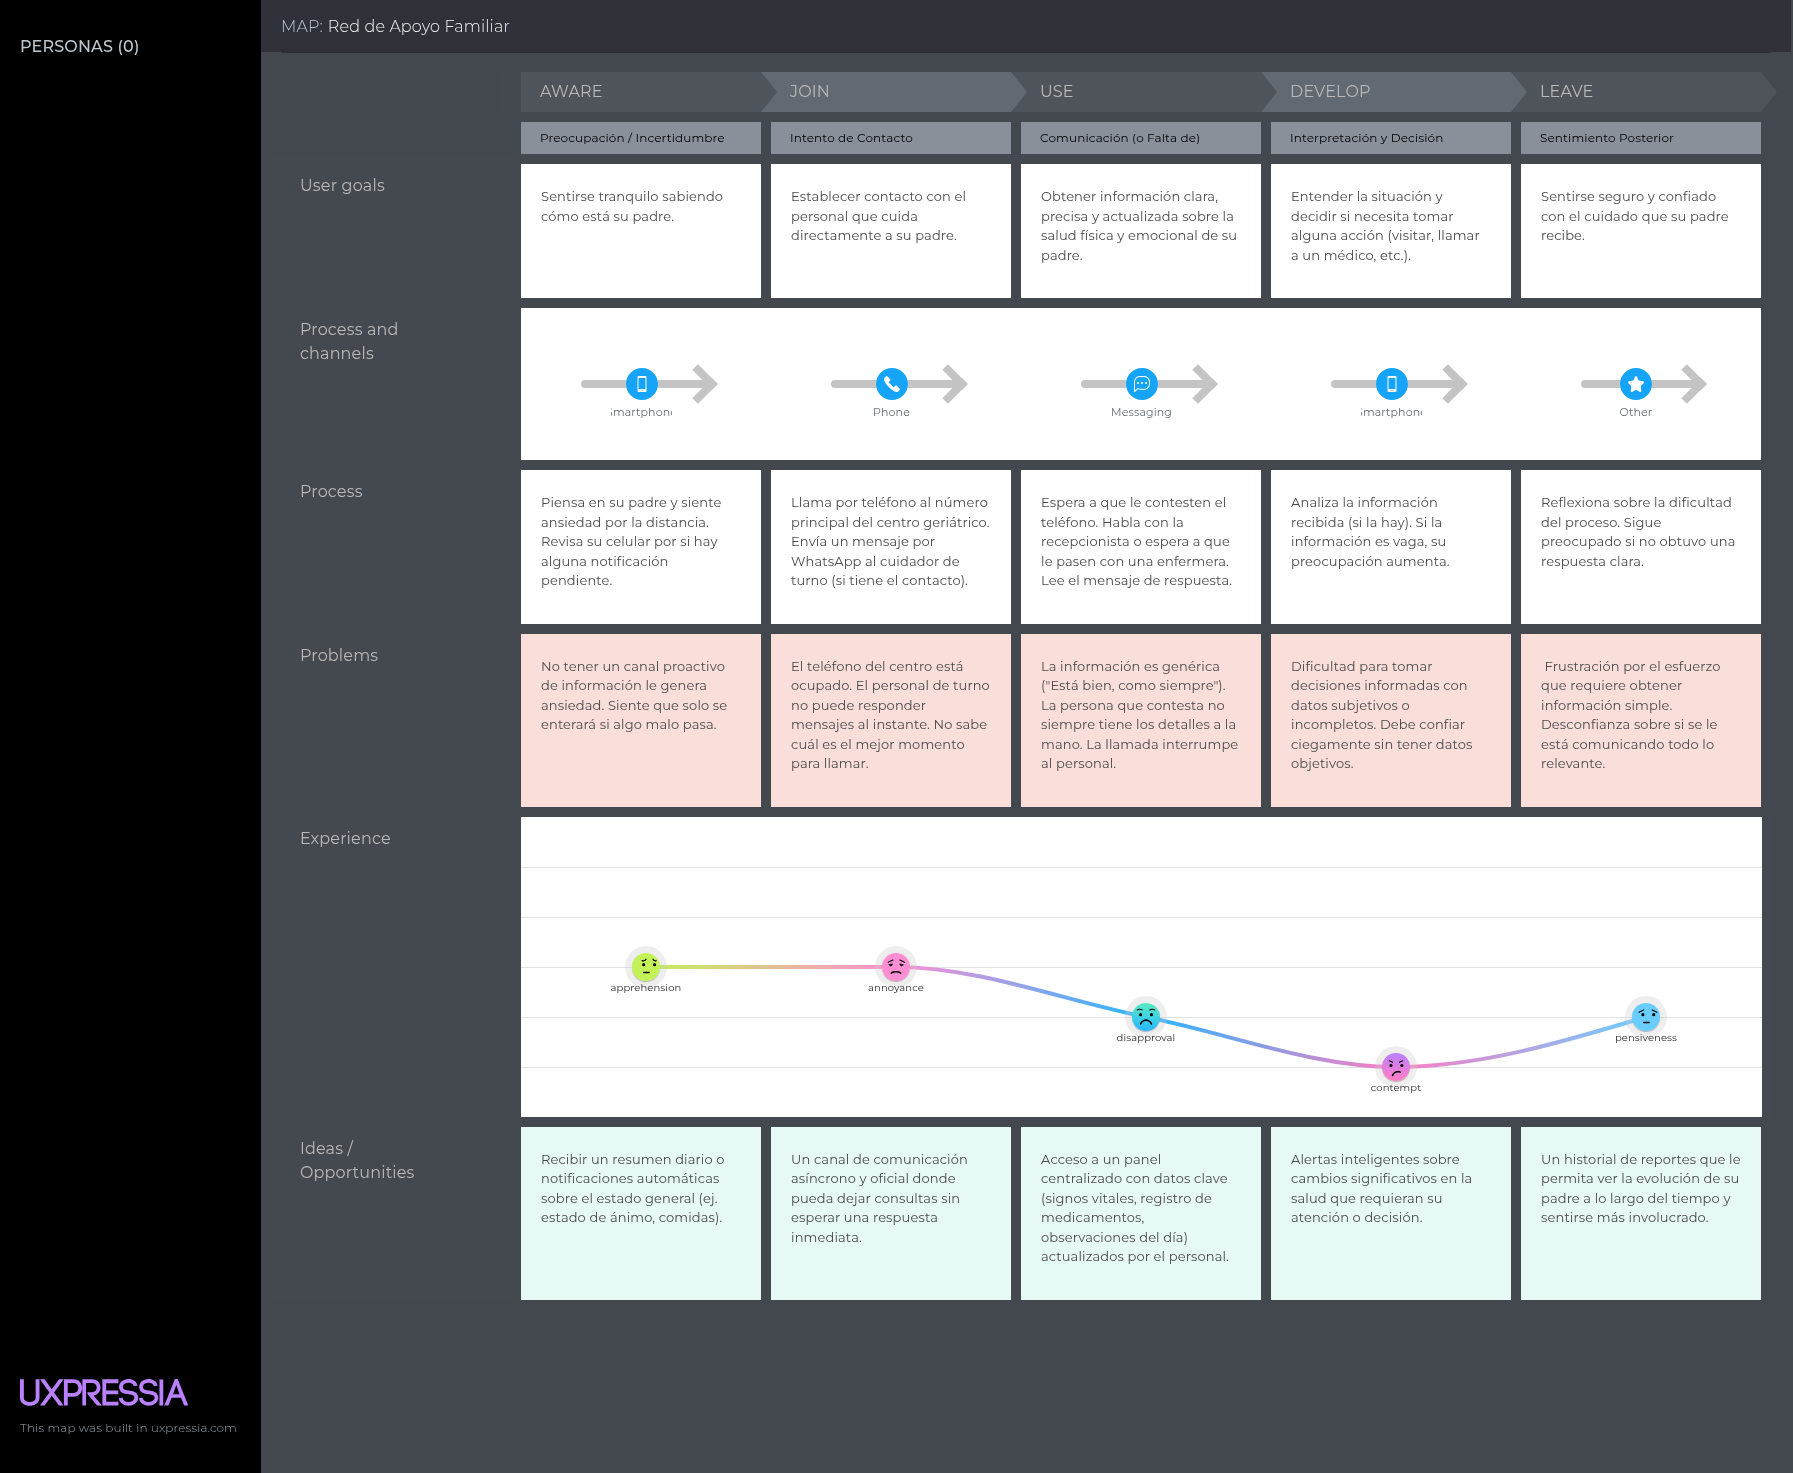 PERSONAS (0)
MAP: Red de Apoyo Familiar
AWARE
JOIN
USE
DEVELOP
LEAVE
Preocupación / Incertidumbre
Intento de Contacto
Comunicación (o Falta de)
Interpretación y Decisión
Sentimiento Posterior
User goals
Sentirse tranquilo sabiendo
cómo está su padre.
Establecer contacto con el
personal que cuida
directamente a su padre.
Obtener información clara,
precisa y actualizada sobre la
salud física y emocional de su
padre.
Entender la situación y
decidir si necesita tomar
alguna acción (visitar, llamar
a un médico, etc.).
Sentirse seguro y confiado
con el cuidado que su padre
recibe.
Process and
channels
Smartphone
Phone
Messaging
Smartphone
Other
Process
Piensa en su padre y siente
ansiedad por la distancia.
Revisa su celular por si hay
alguna notificación
pendiente.
Llama por teléfono al número
principal del centro geriátrico.
Envía un mensaje por
WhatsApp al cuidador de
turno (si tiene el contacto).
Espera a que le contesten el
teléfono. Habla con la
recepcionista o espera a que
le pasen con una enfermera.
Lee el mensaje de respuesta.
Analiza la información
recibida (si la hay). Si la
información es vaga, su
preocupación aumenta.
Reflexiona sobre la dificultad
del proceso. Sigue
preocupado si no obtuvo una
respuesta clara.
Problems
No tener un canal proactivo
de información le genera
ansiedad. Siente que solo se
enterará si algo malo pasa.
El teléfono del centro está
ocupado. El personal de turno
no puede responder
mensajes al instante. No sabe
cuál es el mejor momento
para llamar.
La información es genérica
("Está bien, como siempre").
La persona que contesta no
siempre tiene los detalles a la
mano. La llamada interrumpe
al personal.
Dificultad para tomar
decisiones informadas con
datos subjetivos o
incompletos. Debe confiar
ciegamente sin tener datos
objetivos.
Frustración por el esfuerzo
que requiere obtener
información simple.
Desconfianza sobre si se le
está comunicando todo lo
relevante.
Experience
apprehension
annoyance
disapproval
contempt
pensiveness
Ideas /
Opportunities
Recibir un resumen diario o
notificaciones automáticas
sobre el estado general (ej.
estado de ánimo, comidas).
Un canal de comunicación
asíncrono y oficial donde
pueda dejar consultas sin
esperar una respuesta
inmediata.
Acceso a un panel
centralizado con datos clave
(signos vitales, registro de
medicamentos,
observaciones del día)
actualizados por el personal.
Alertas inteligentes sobre
cambios significativos en la
salud que requieran su
atención o decisión.
Un historial de reportes que le
permita ver la evolución de su
padre a lo largo del tiempo y
sentirse más involucrado.
UXPRESSIA
This map was built in uxpressia.com